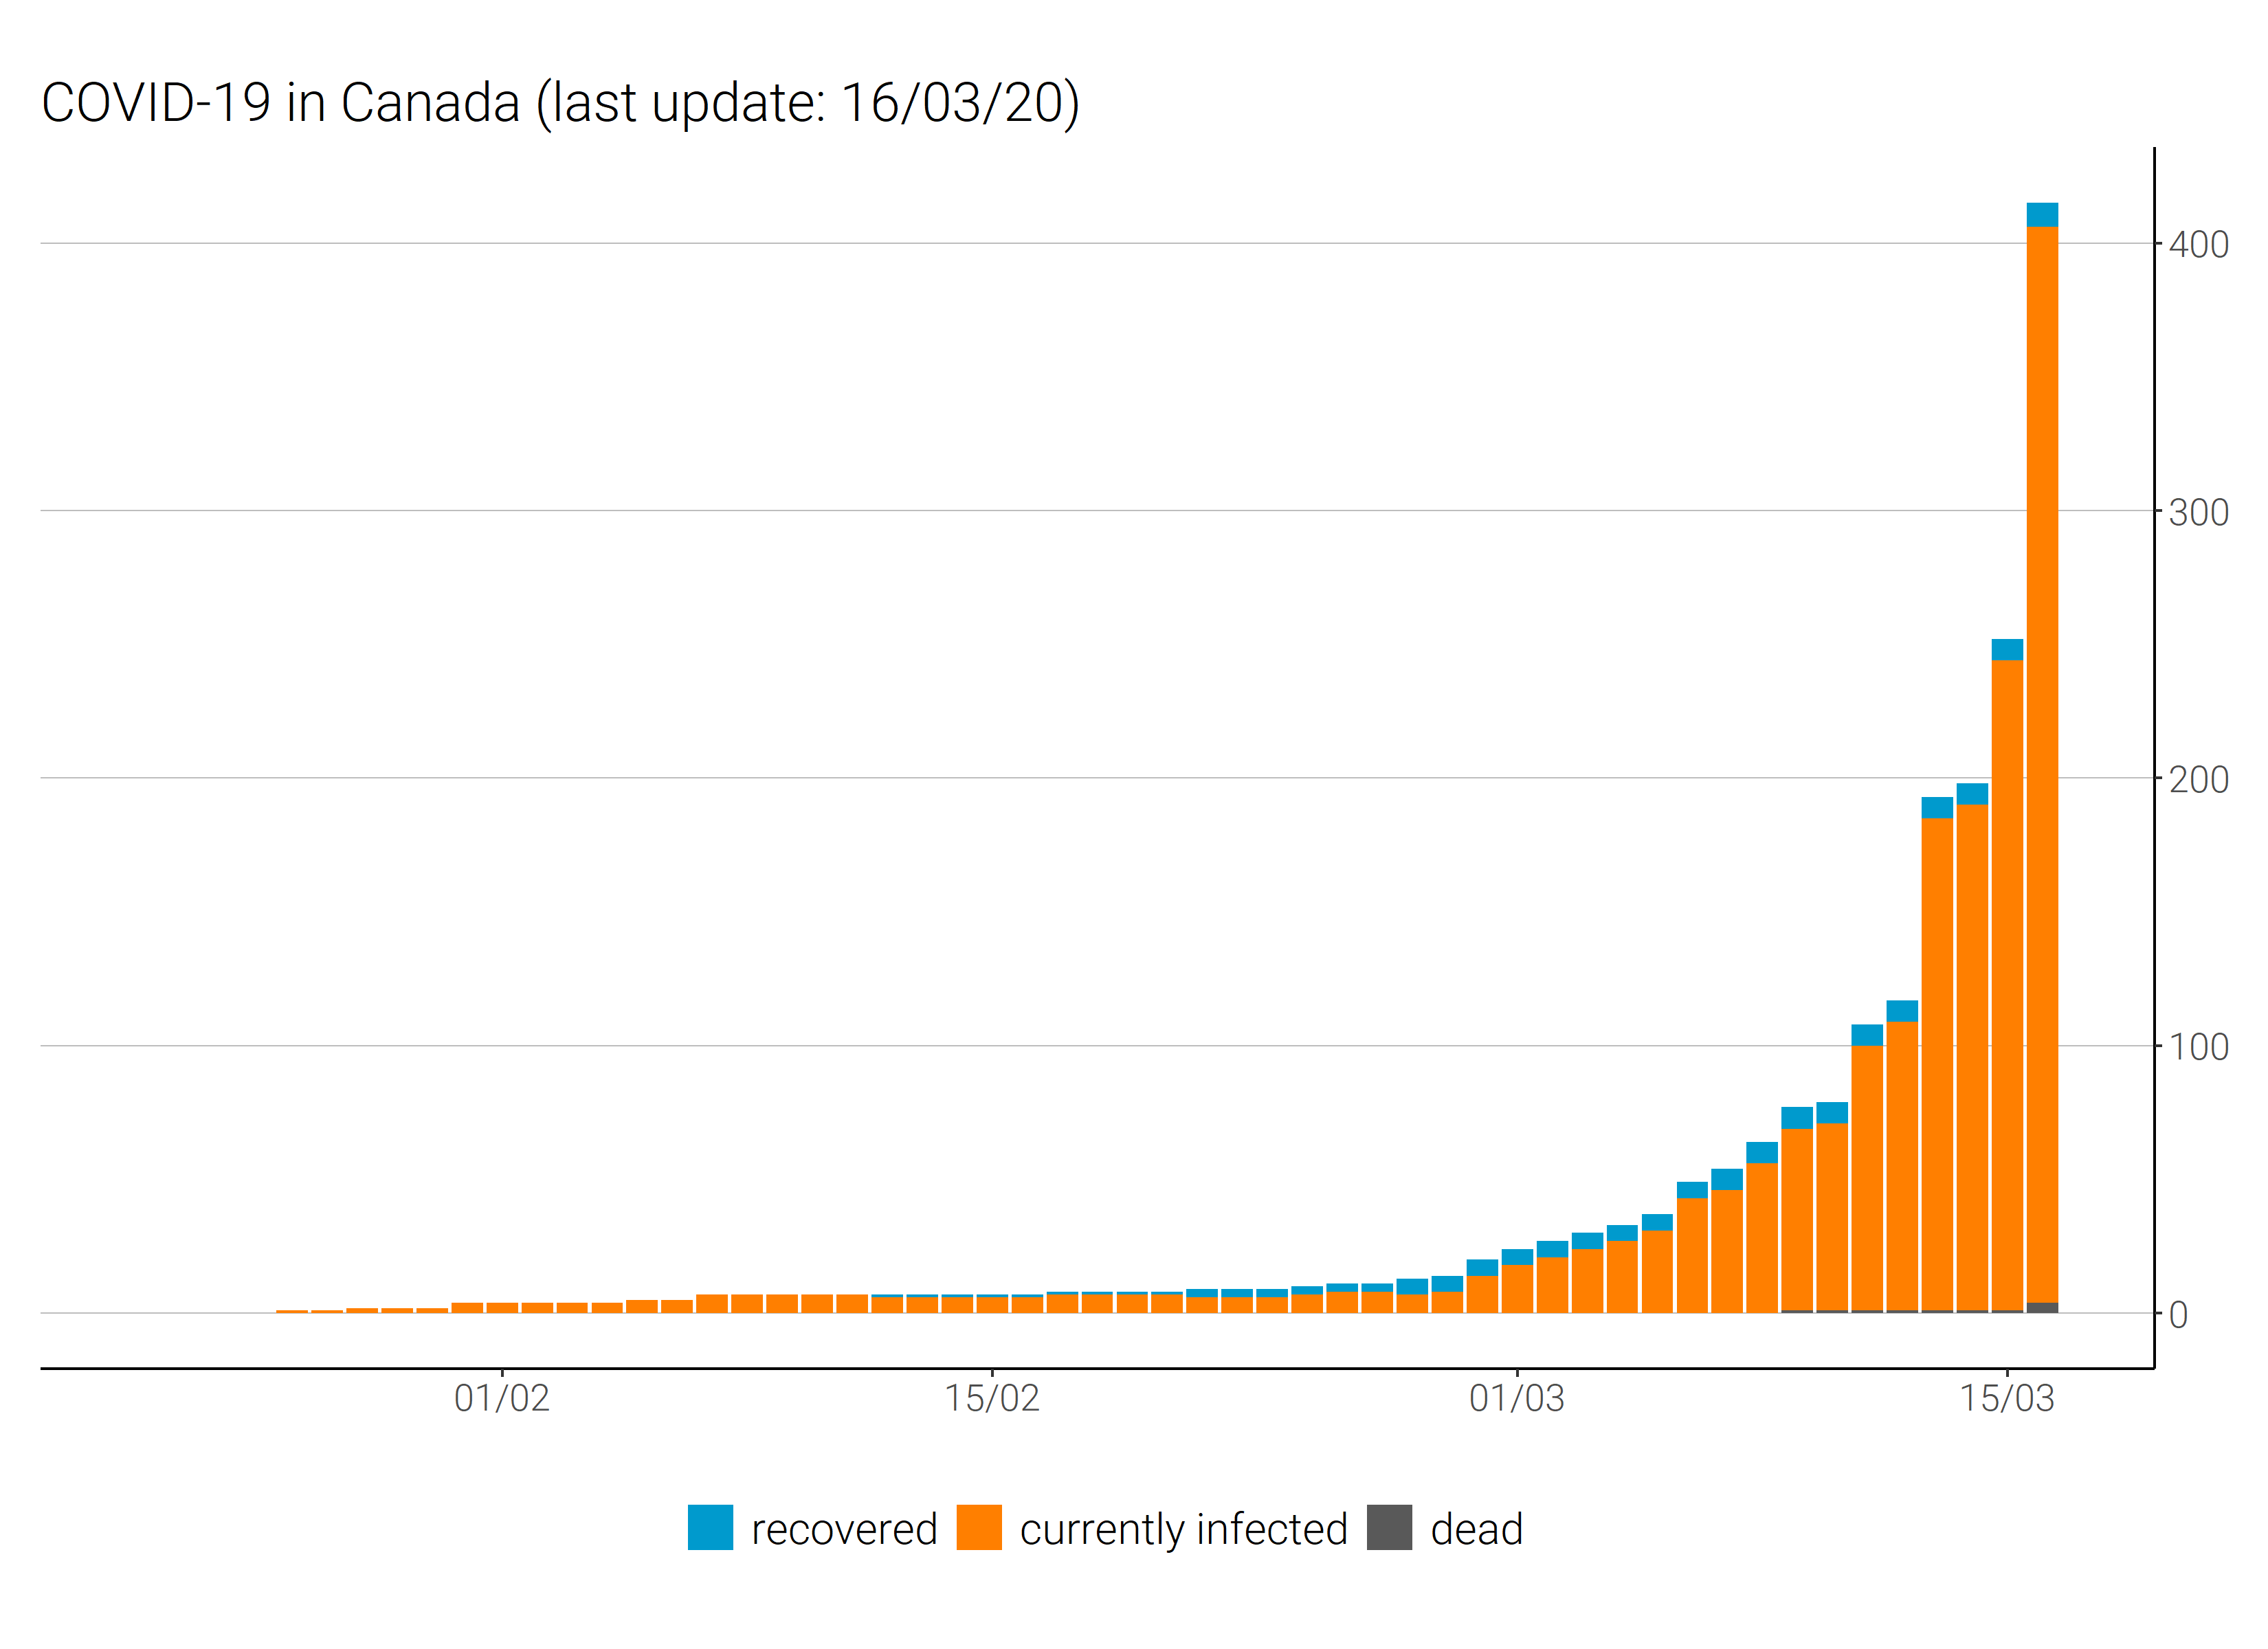 COVID-19 in Canada (last update: 16/03/20)
400
300
200
100
0
01/02 15/02 01/03 15/03
recovered currently infected dead